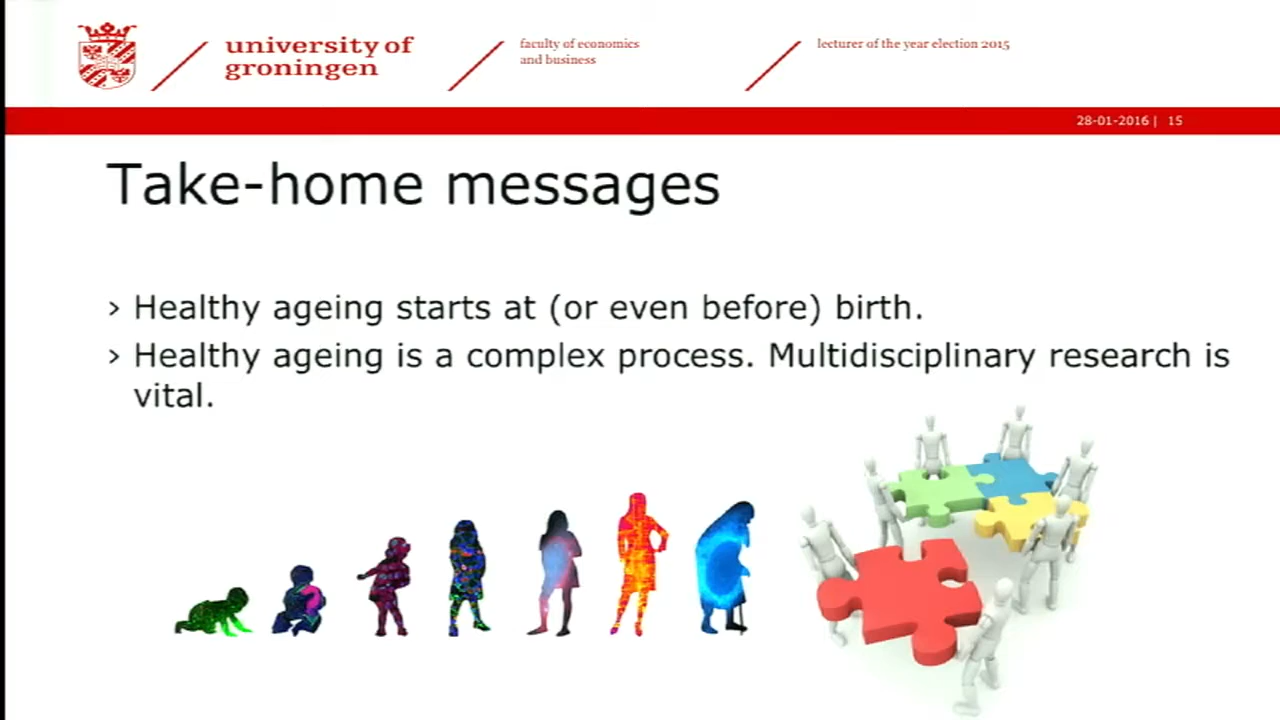 university of
groningen
faculty of economics
and business
lecturer of the year election 2015
28-01-2016 | 15
Take-home messages
› Healthy ageing starts at (or even before) birth.
› Healthy ageing is a complex process. Multidisciplinary research is
vital.